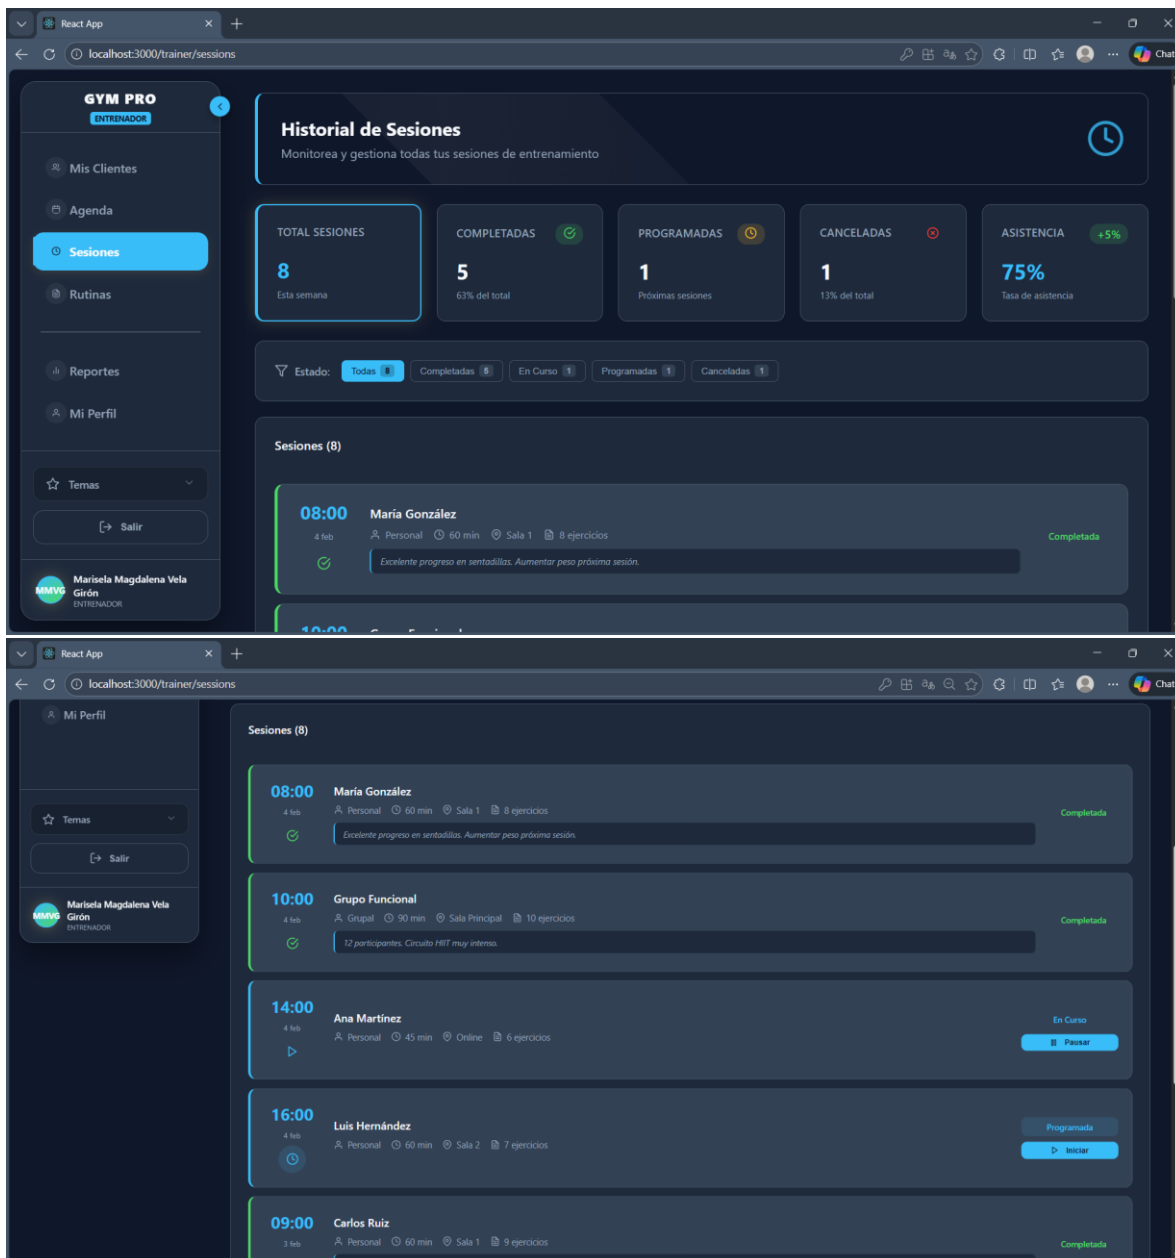 React App
localhost:3000/trainer/sessions
Chat
GYM PRO
ENTRENADOR
Mis Clientes
Agenda
Sesiones
Rutinas
Reportes
Mi Perfil
Temas
Salir
MMVG
Marisela Magdalena Vela
Girón
ENTRENADOR
Historial de Sesiones
Monitorea y gestiona todas tus sesiones de entrenamiento
TOTAL SESIONES
8
Esta semana
COMPLETADAS
5
63% del total
PROGRAMADAS
1
Próximas sesiones
CANCELADAS
1
13% del total
ASISTENCIA +5%
75%
Tasa de asistencia
Estado: Todas 8 Completadas 5 En Curso 1 Programadas 1 Canceladas 1
Sesiones (8)
08:00 María González
4 feb Personal 60 min Sala 1 8 ejercicios
Completada
Excelente progreso en sentadillas. Aumentar peso próxima sesión.
React App
localhost:3000/trainer/sessions
Chat
Mi Perfil
Temas
Salir
MMVG
Marisela Magdalena Vela
Girón
ENTRENADOR
Sesiones (8)
08:00 María González
4 feb Personal 60 min Sala 1 8 ejercicios
Completada
Excelente progreso en sentadillas. Aumentar peso próxima sesión.
10:00 Grupo Funcional
4 feb Grupal 90 min Sala Principal 10 ejercicios
Completada
12 participantes. Circuito HIIT muy intenso.
14:00 Ana Martínez
4 feb Personal 45 min Online 6 ejercicios
En Curso
Pausar
16:00 Luis Hernández
4 feb Personal 60 min Sala 2 7 ejercicios
Programada
Iniciar
09:00 Carlos Ruiz
3 feb Personal 60 min Sala 1 9 ejercicios
Completada